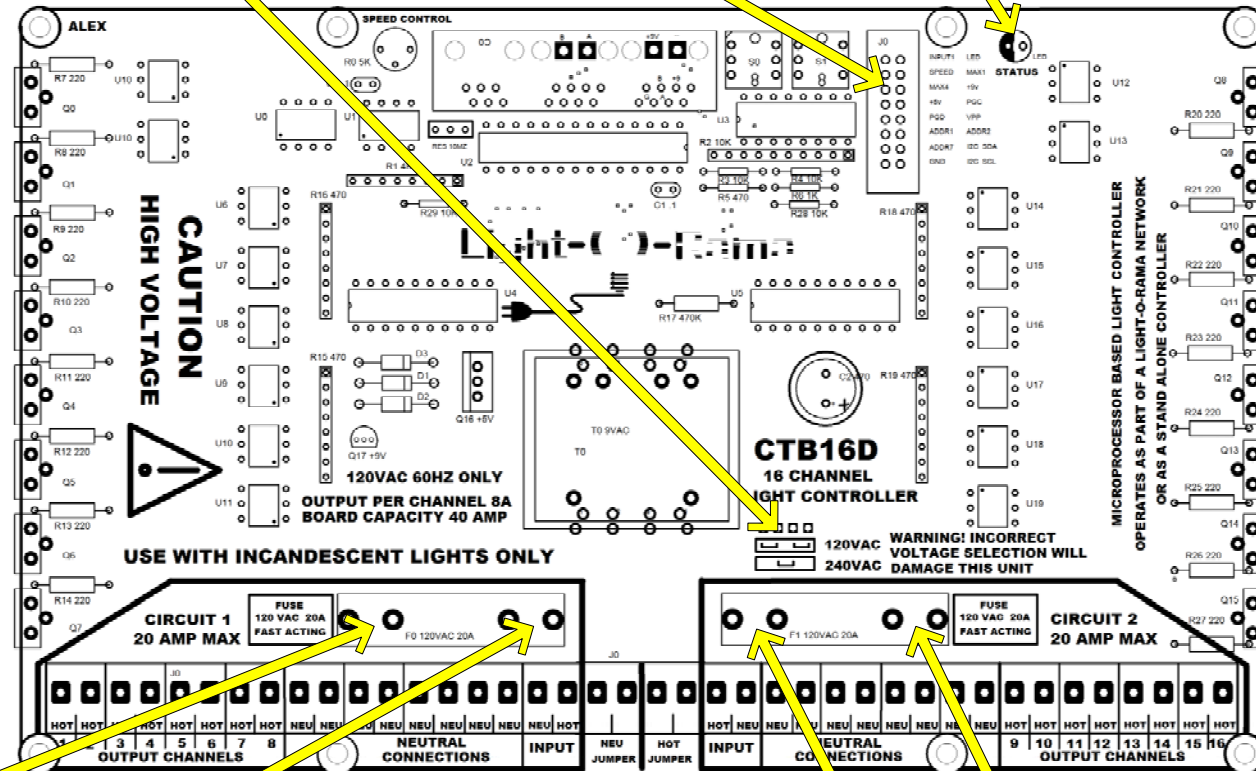 ALEX
SPEED CONTROL
R0 5K
C0
B A +5V -
S0
S1
J0
INPUT1 LED
SPEED MAX1
MAX4 +9V
+5V PGC
PGD VPP
ADDR1 ADDR2
ADDR7 I2C SDA
GND I2C SCL
LED
STATUS
R7 220
Q0
R8 220
Q1
R9 220
Q2
R10 220
Q3
R11 220
Q4
R12 220
Q5
R13 220
Q6
R14 220
Q7
U10
U10
U0
U1
RES 10MZ
U2
U3
R2 10K
R3 10K
R4 10K
R5 470
R6 1K
R28 10K
R29 10K
C1 .1
R16 470
R18 470
U6
U7
U8
U9
U10
U11
U4
U5
R17 470K
R15 470
R19 470
D3
D1
D2
Q16 +5V
Q17 +9V
T0 9VAC
T0
C2 470
U12
U13
U14
U15
U16
U17
U18
U19
Q8
R20 220
Q9
R21 220
Q10
R22 220
Q11
R23 220
Q12
R24 220
Q13
R25 220
Q14
R26 220
Q15
R27 220
CAUTION
HIGH VOLTAGE
MICROPROCESSOR BASED LIGHT CONTROLLER
OPERATES AS PART OF A LIGHT-O-RAMA NETWORK
OR AS A STAND ALONE CONTROLLER
120VAC 60HZ ONLY
OUTPUT PER CHANNEL 8A
BOARD CAPACITY 40 AMP
CTB16D
16 CHANNEL
IGHT CONTROLLER
120VAC
240VAC
WARNING! INCORRECT
VOLTAGE SELECTION WILL
DAMAGE THIS UNIT
USE WITH INCANDESCENT LIGHTS ONLY
CIRCUIT 1
20 AMP MAX
FUSE
120 VAC 20A
FAST ACTING
F0 120VAC 20A
F1 120VAC 20A
FUSE
120 VAC 20A
FAST ACTING
CIRCUIT 2
20 AMP MAX
J0
J0
HOT HOT HOT HOT HOT HOT HOT HOT NEU NEU NEU NEU NEU NEU NEU NEU NEU HOT
HOT NEU NEU NEU NEU NEU NEU NEU NEU NEU HOT HOT HOT HOT HOT HOT HOT HOT
1 2 3 4 5 6 7 8
OUTPUT CHANNELS
NEUTRAL
CONNECTIONS
INPUT
NEU
JUMPER
HOT
JUMPER
INPUT
NEUTRAL
CONNECTIONS
9 10 11 12 13 14 15 16
OUTPUT CHANNELS